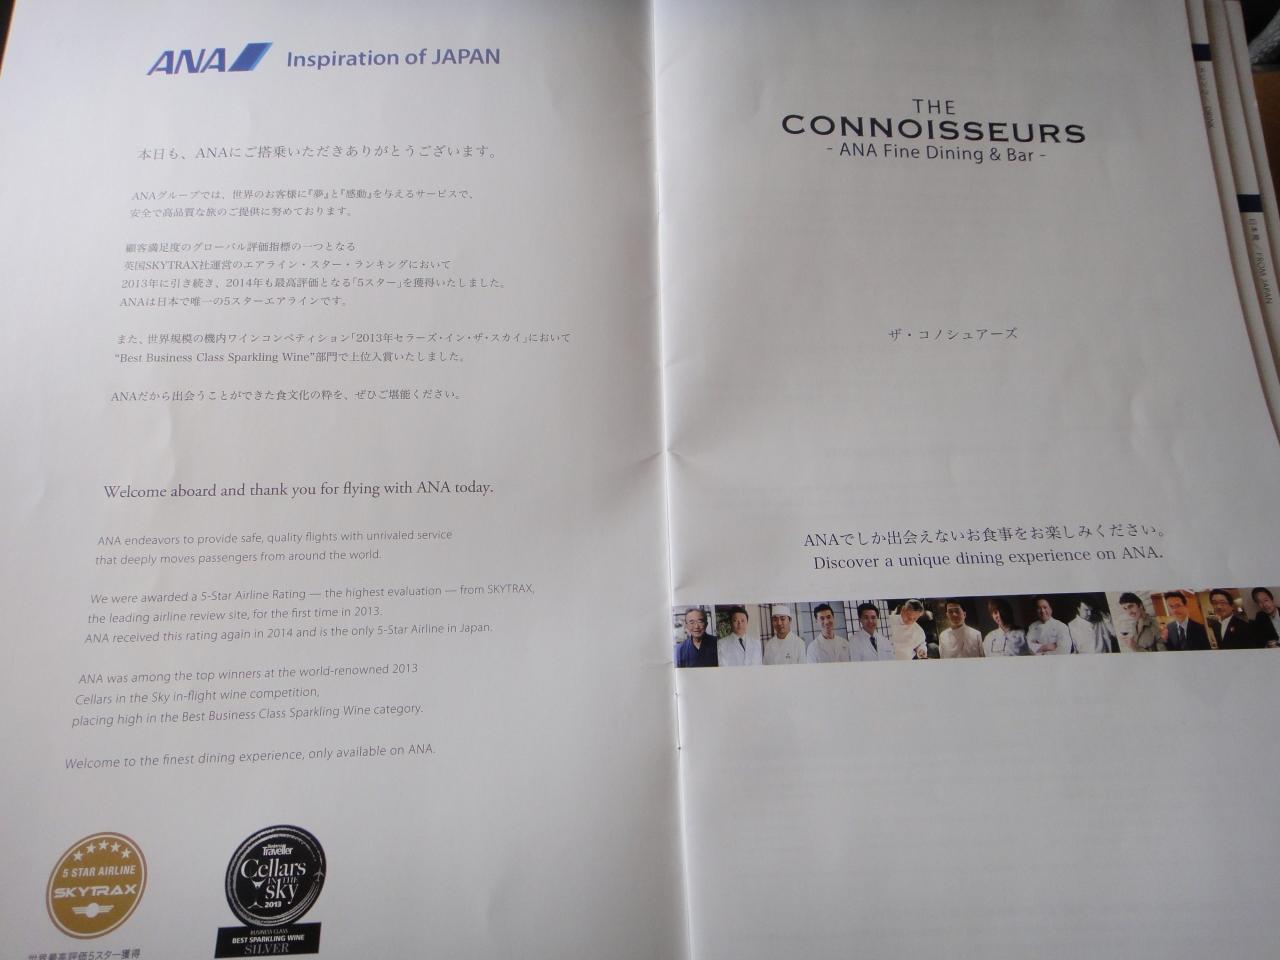 ANA Inspiration of JAPAN
本日も、ANAにご搭乗いただきありがとうございます。
ANAグループでは、世界のお客様に『夢』と『感動』を与えるサービスで、
安全で高品質な旅のご提供に努めております。
顧客満足度のグローバル評価指標の一つとなる
英国SKYTRAX社運営のエアライン・スター・ランキングにおいて
2013年に引き続き、2014年も最高評価となる「5スター」を獲得いたしました。
ANAは日本で唯一の5スターエアラインです。
また、世界規模の機内ワインコンペティション「2013年セラーズ・イン・ザ・スカイ」において
“Best Business Class Sparkling Wine”部門で上位入賞いたしました。
ANAだから出会うことができた食文化の粋を、ぜひご堪能ください。
Welcome aboard and thank you for flying with ANA today.
ANA endeavors to provide safe, quality flights with unrivaled service
that deeply moves passengers from around the world.
We were awarded a 5-Star Airline Rating — the highest evaluation — from SKYTRAX,
the leading airline review site, for the first time in 2013.
ANA received this rating again in 2014 and is the only 5-Star Airline in Japan.
ANA was among the top winners at the world-renowned 2013
Cellars in the Sky in-flight wine competition,
placing high in the Best Business Class Sparkling Wine category.
Welcome to the finest dining experience, only available on ANA.
5 STAR AIRLINE
SKYTRAX
世界最高評価5スター獲得
Business
Traveller
Cellars
IN THE
sky
2013
BUSINESS CLASS
BEST SPARKLING WINE
SILVER
THE
CONNOISSEURS
- ANA Fine Dining & Bar -
ザ・コノシュアーズ
ANAでしか出会えないお食事をお楽しみください。
Discover a unique dining experience on ANA.
日本発 / FROM JAPAN